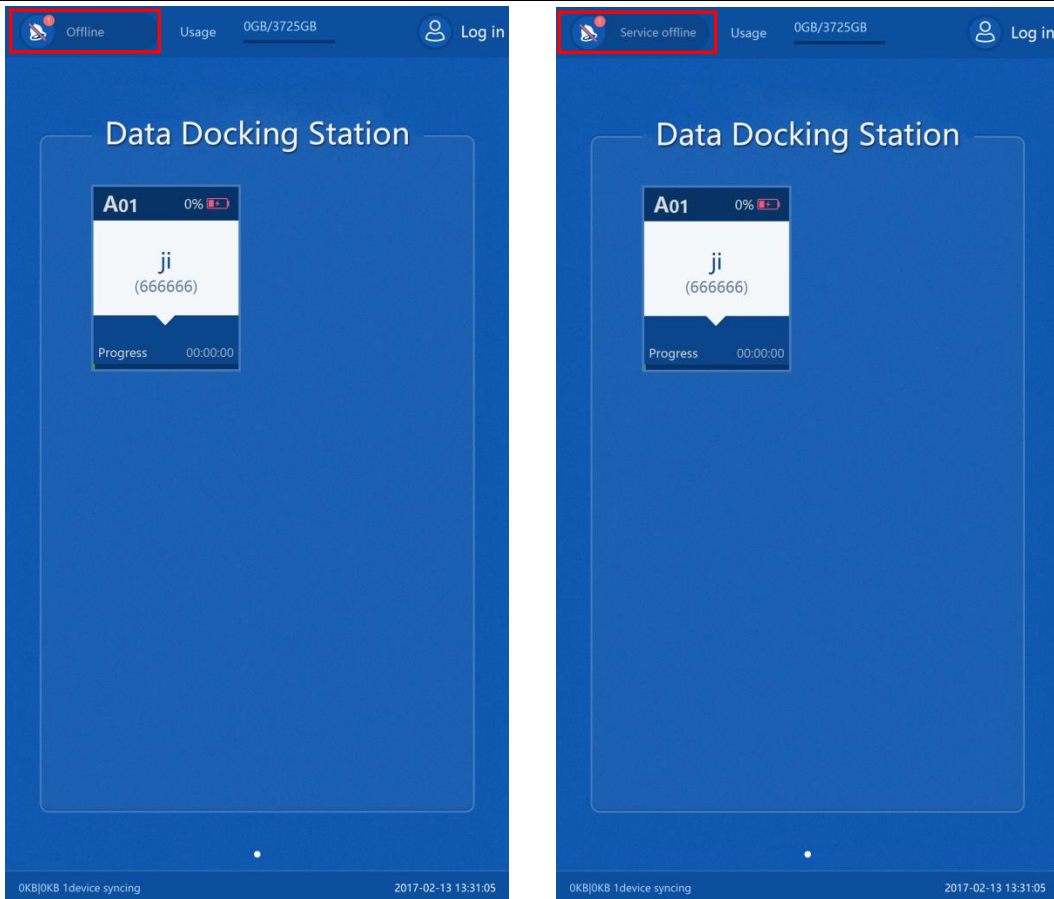 1
Offline
Usage
0GB/3725GB
Log in
Data Docking Station
A01
0%
ji
(666666)
Progress 00:00:00
0KB|0KB 1device syncing
2017-02-13 13:31:05
1
Service offline
Usage
0GB/3725GB
Log in
Data Docking Station
A01
0%
ji
(666666)
Progress 00:00:00
0KB|0KB 1device syncing
2017-02-13 13:31:05